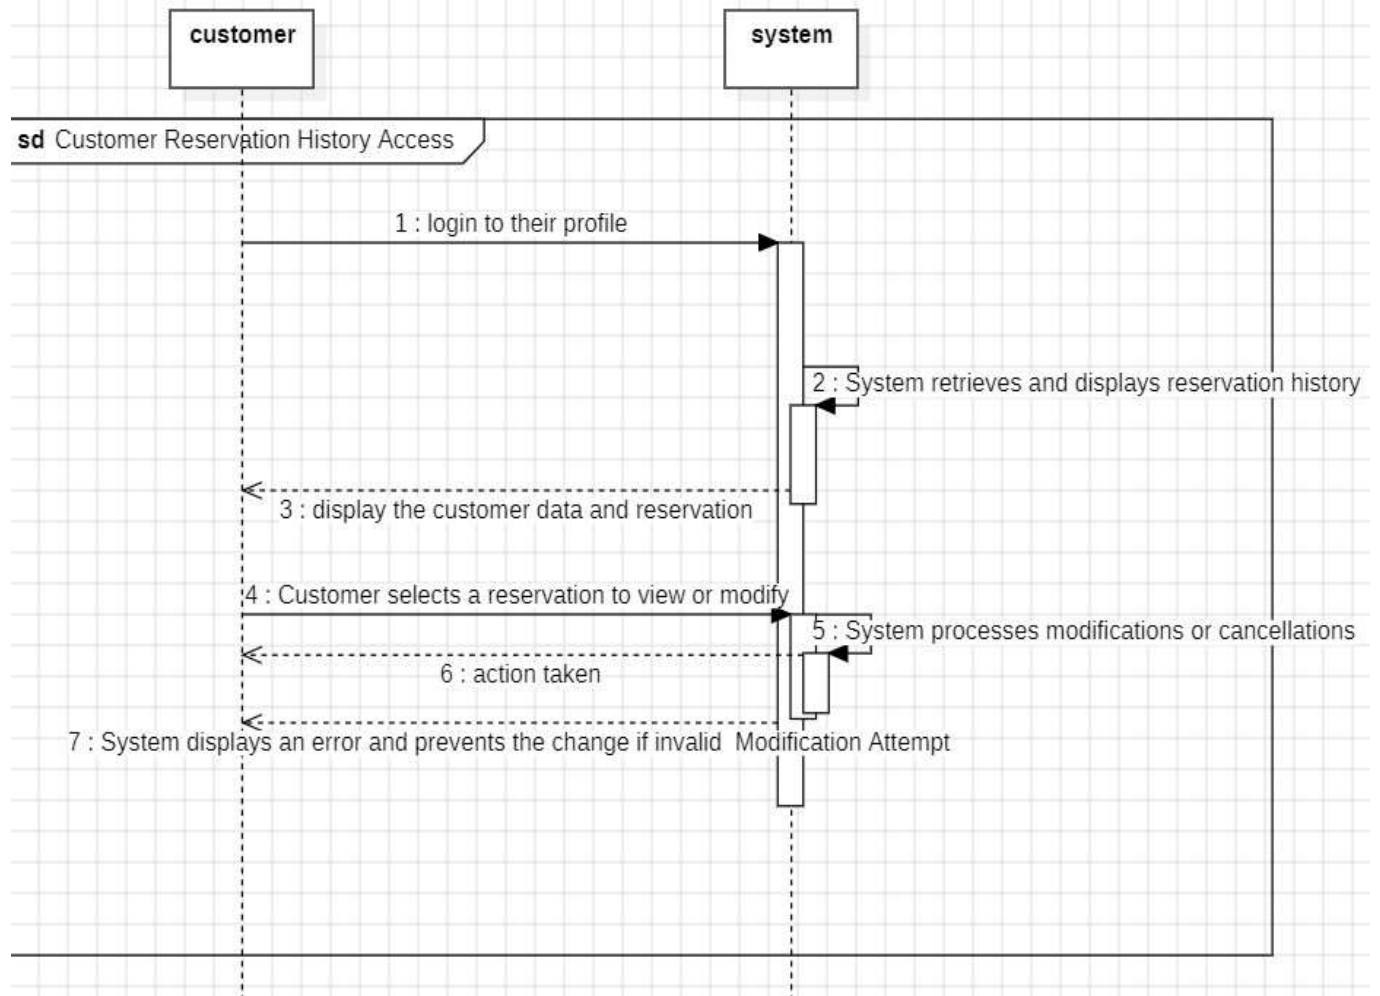 customer
system
sd Customer Reservation History Access
1 : login to their profile
2 : System retrieves and displays reservation history
3 : display the customer data and reservation
4 : Customer selects a reservation to view or modify
5 : System processes modifications or cancellations
6 : action taken
7 : System displays an error and prevents the change if invalid  Modification Attempt